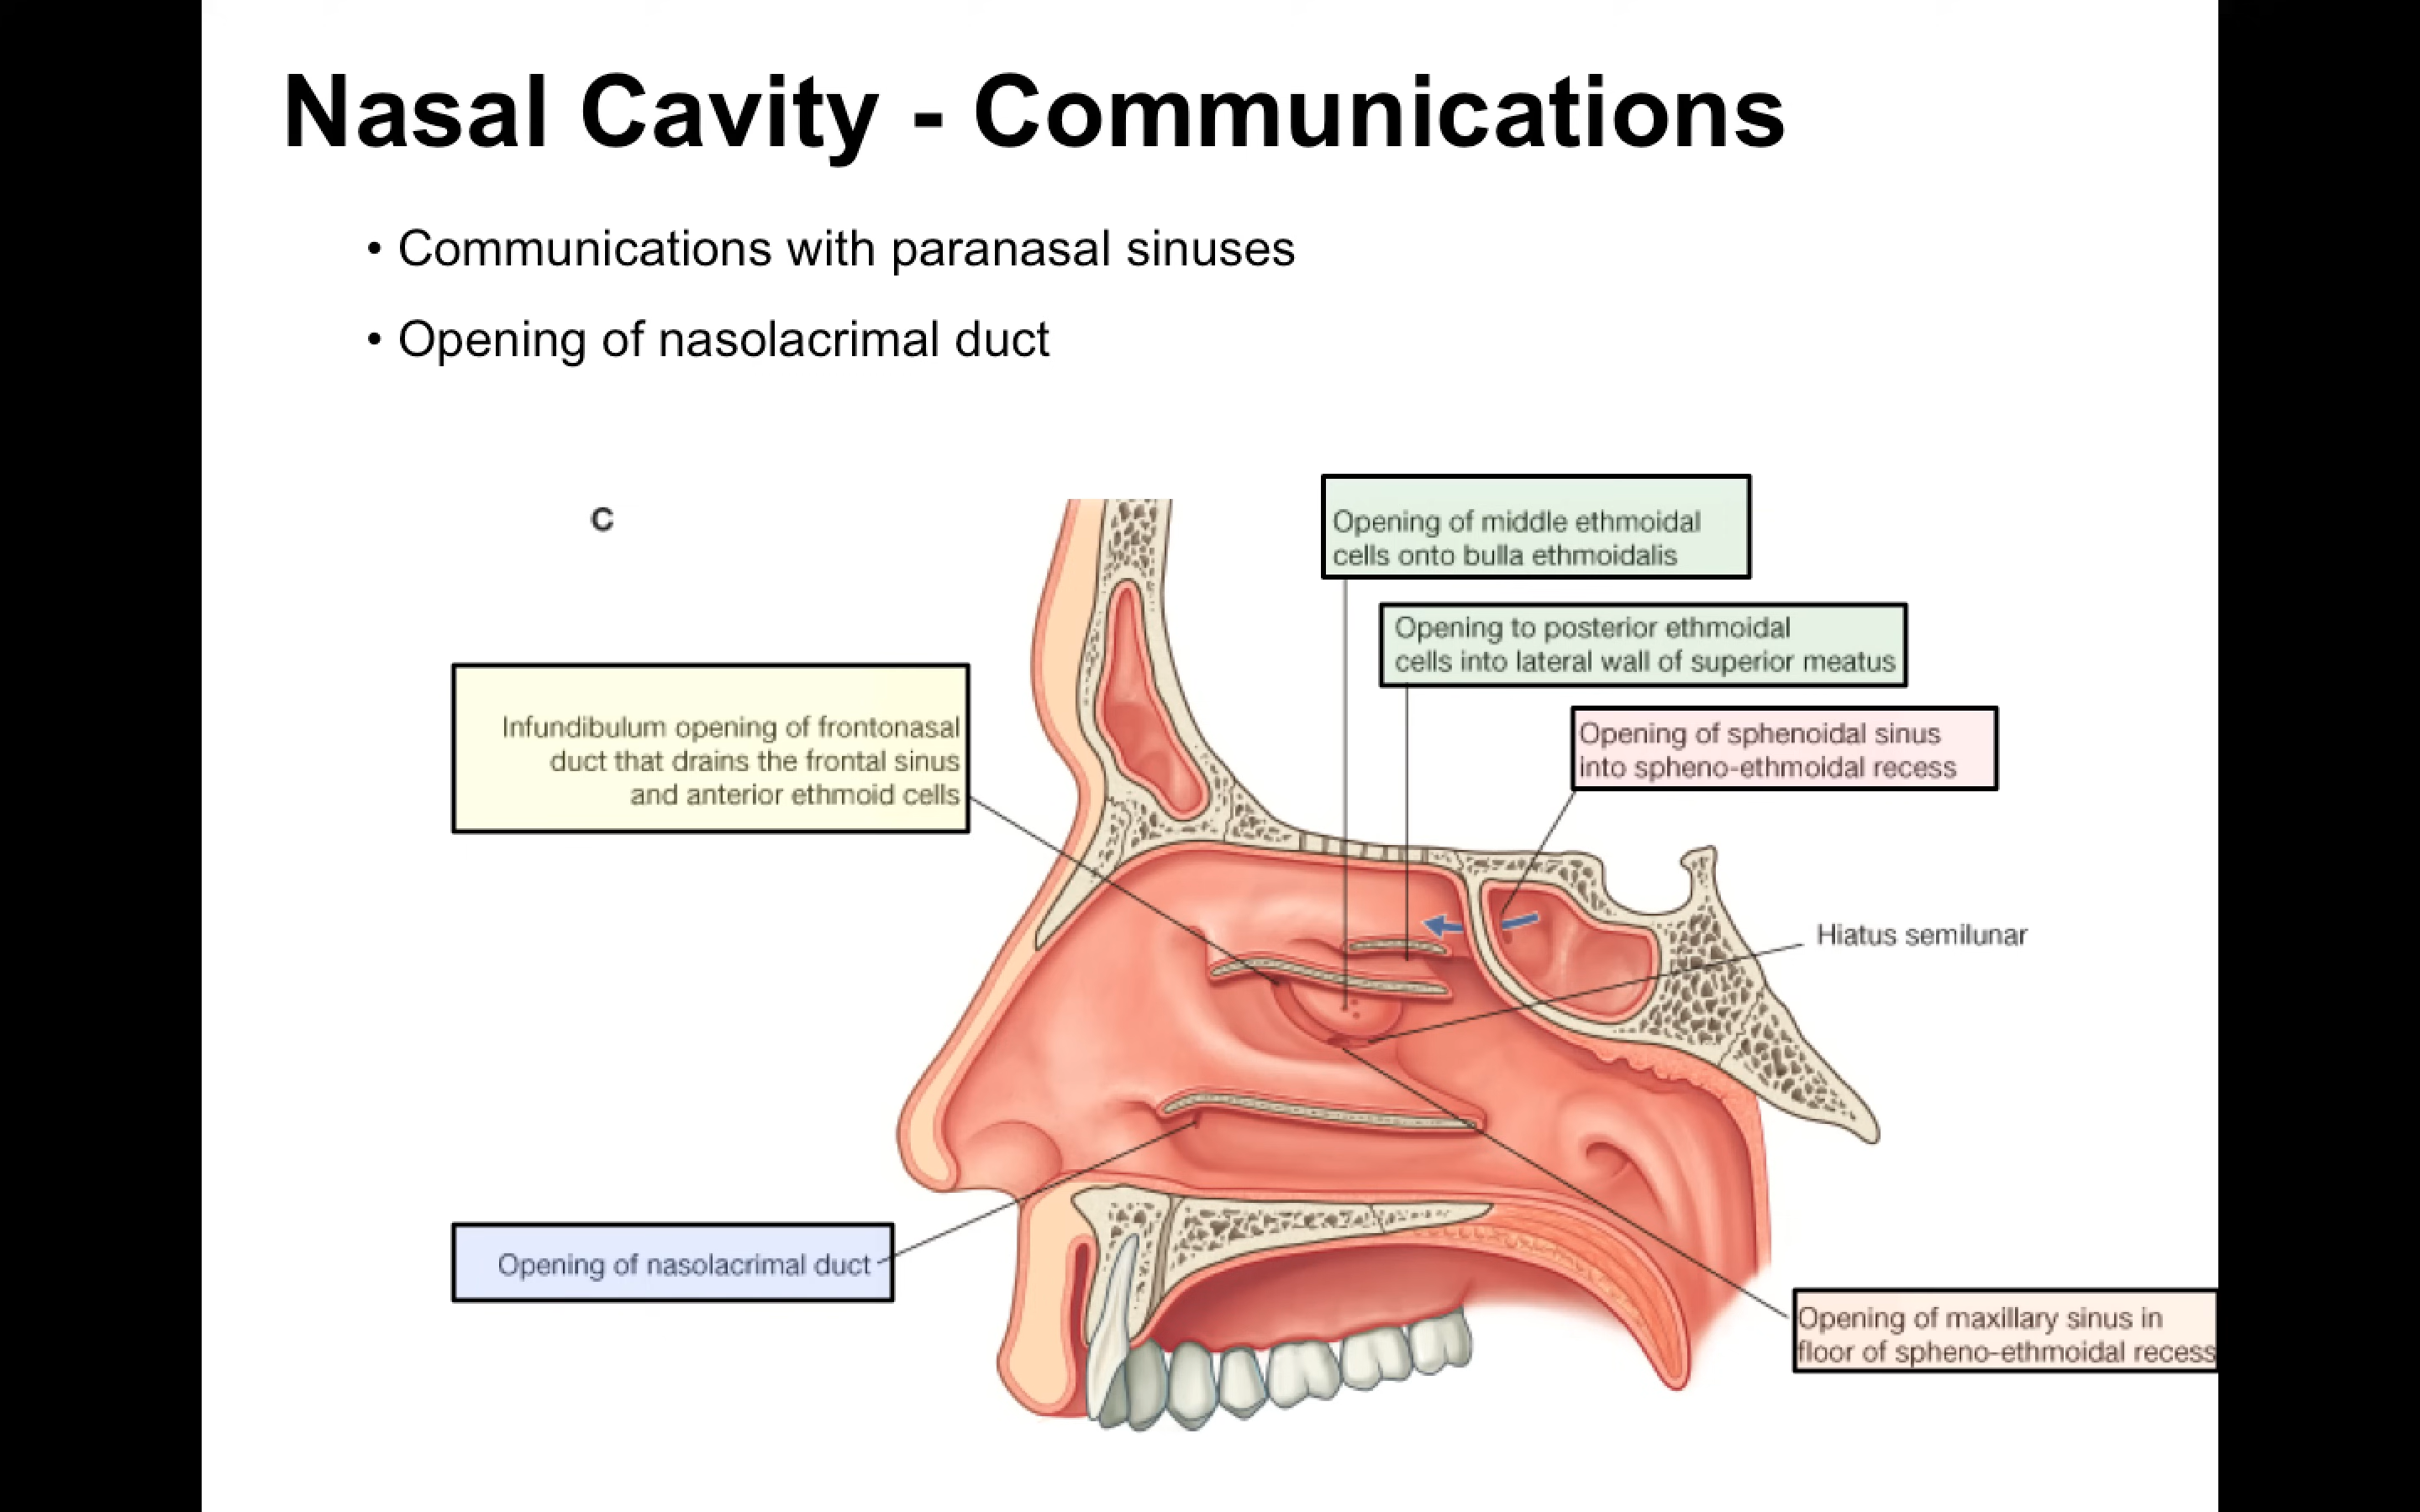 Nasal Cavity - Communications
• Communications with paranasal sinuses
• Opening of nasolacrimal duct
C
Opening of middle ethmoidal
cells onto bulla ethmoidalis
Opening to posterior ethmoidal
cells into lateral wall of superior meatus
Infundibulum opening of frontonasal
duct that drains the frontal sinus
and anterior ethmoid cells
Opening of sphenoidal sinus
into spheno-ethmoidal recess
Hiatus semilunar
Opening of nasolacrimal duct
Opening of maxillary sinus in
floor of spheno-ethmoidal recess